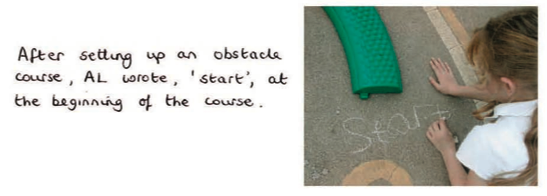 After setting up an obstacle
course, AL wrote, 'start', at
the beginning of the course.
Start